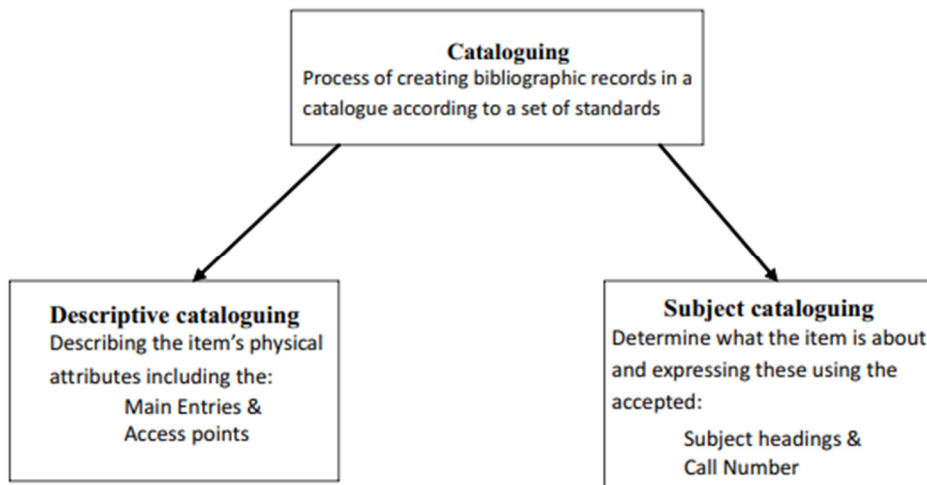 Cataloguing
Process of creating bibliographic records in a
catalogue according to a set of standards
Descriptive cataloguing
Describing the item's physical
attributes including the:
Main Entries &
Access points
Subject cataloguing
Determine what the item is about
and expressing these using the
accepted:
Subject headings &
Call Number